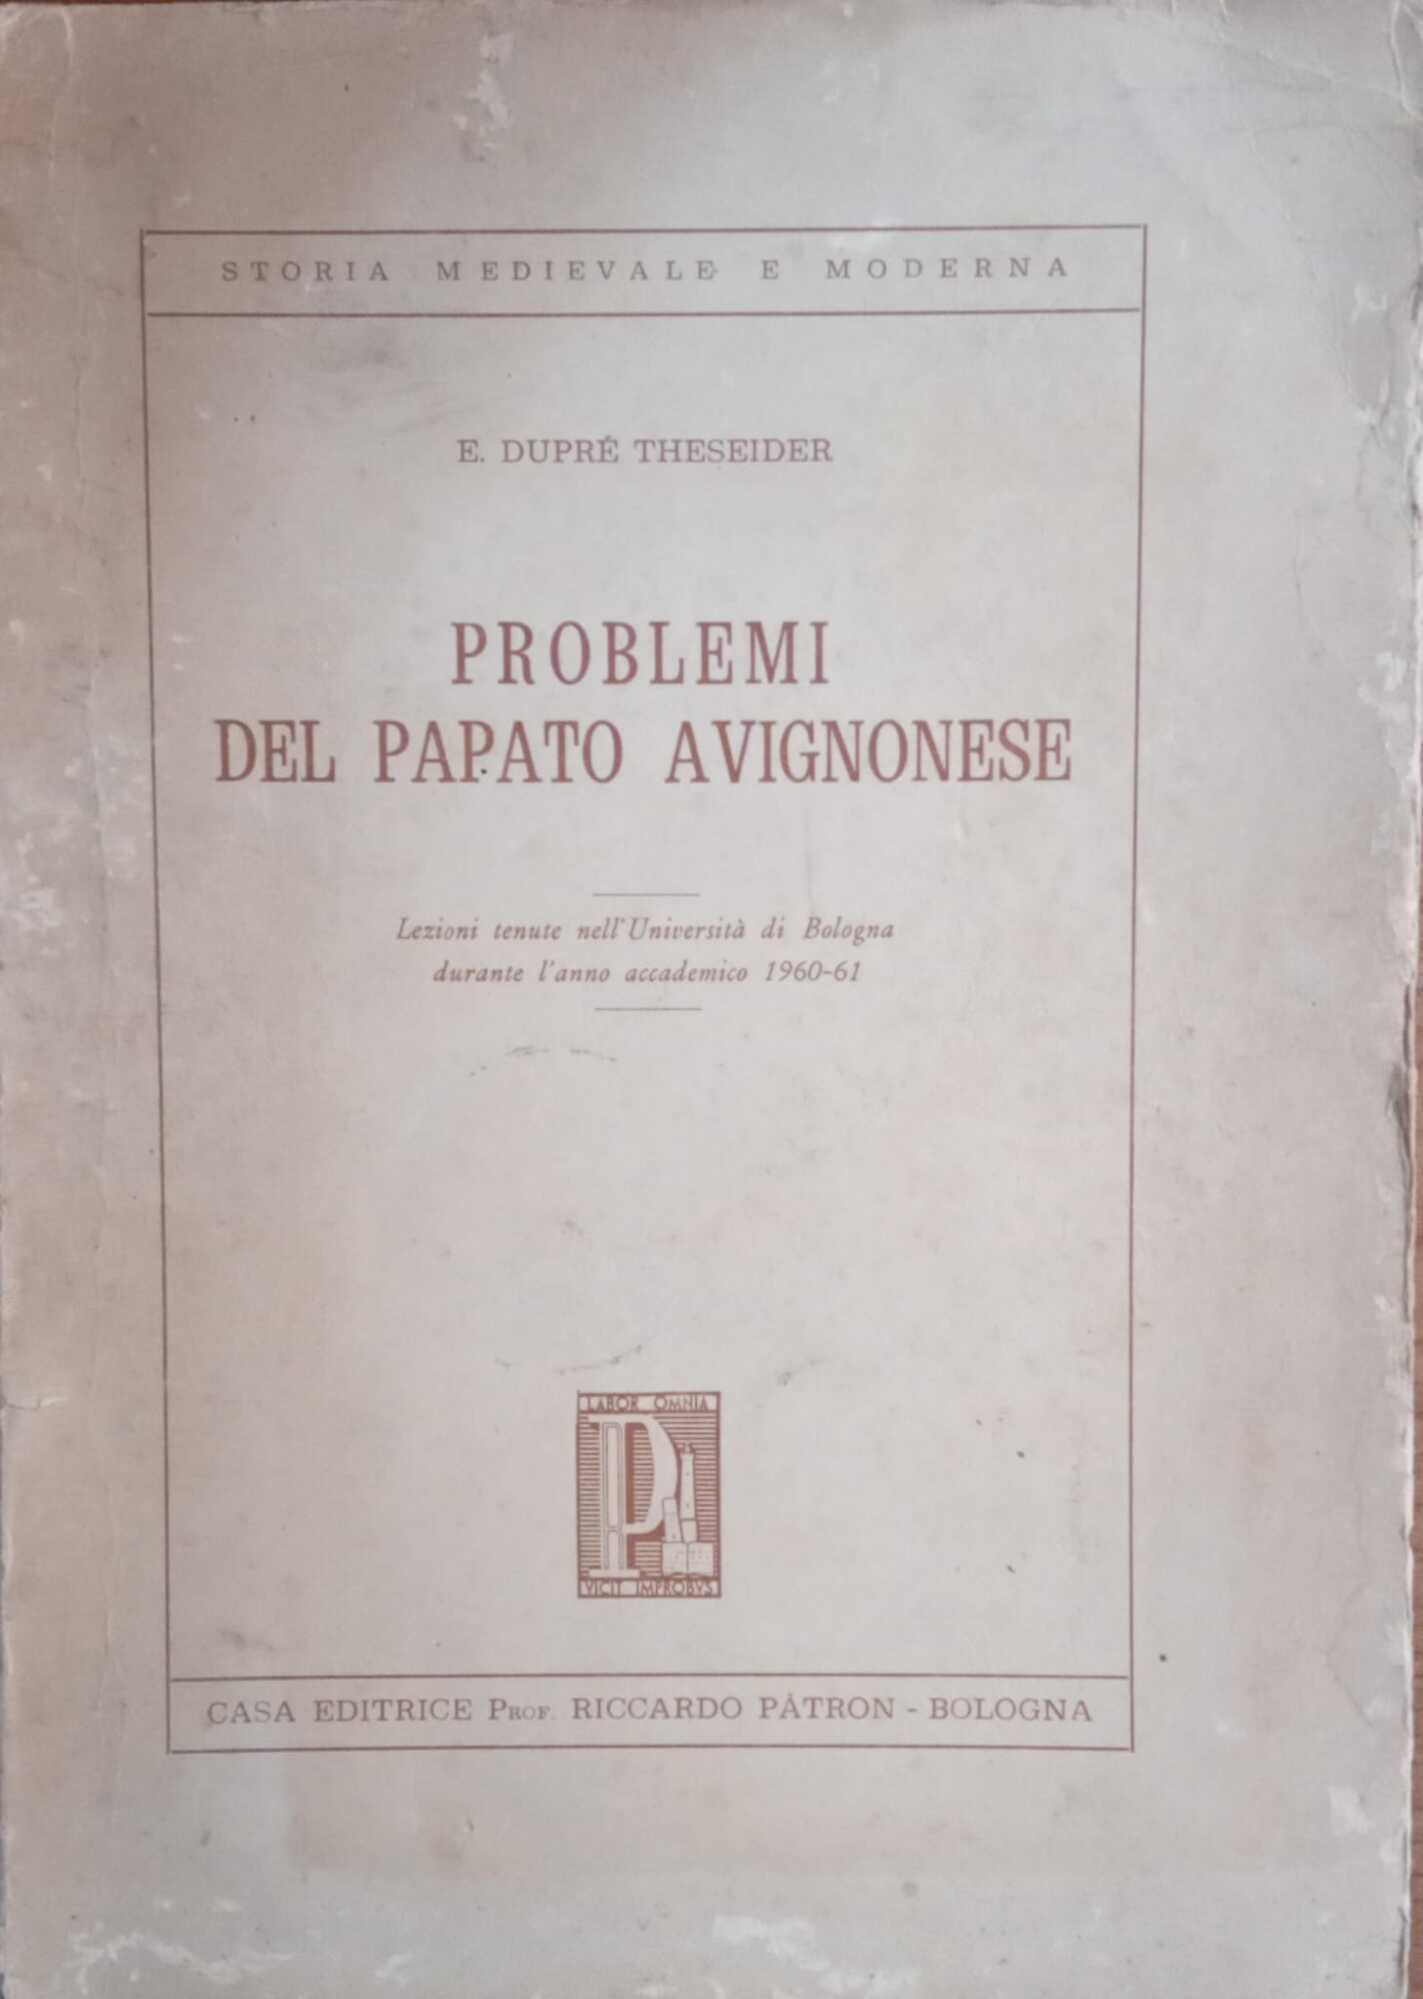 STORIA MEDIEVALE E MODERNA
E. DUPRÉ THESEIDER
PROBLEMI
DEL PAPATO AVIGNONESE
Lezioni tenute nell'Università di Bologna
durante l'anno accademico 1960-61
LABOR OMNIA
P
VICIT IMPROBVS
CASA EDITRICE PROF. RICCARDO PÀTRON - BOLOGNA